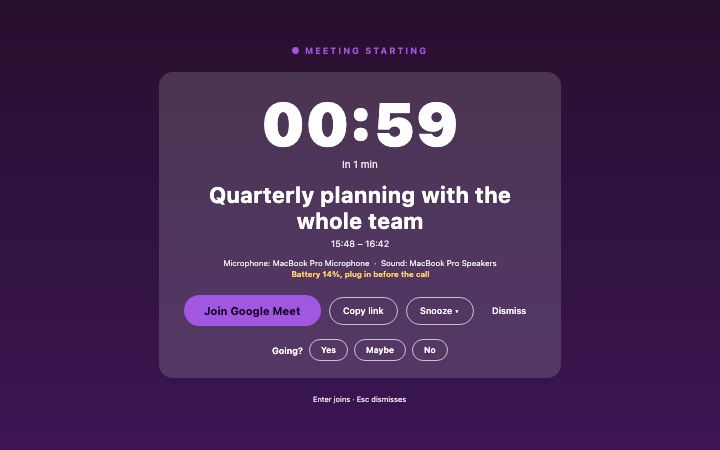 MEETING STARTING
00:59
In 1 min
Quarterly planning with the
whole team
15:48 – 16:42
Microphone: MacBook Pro Microphone · Sound: MacBook Pro Speakers
Battery 14%, plug in before the call
Join Google Meet Copy link Snooze ▾ Dismiss
Going? Yes Maybe No
Enter joins · Esc dismisses